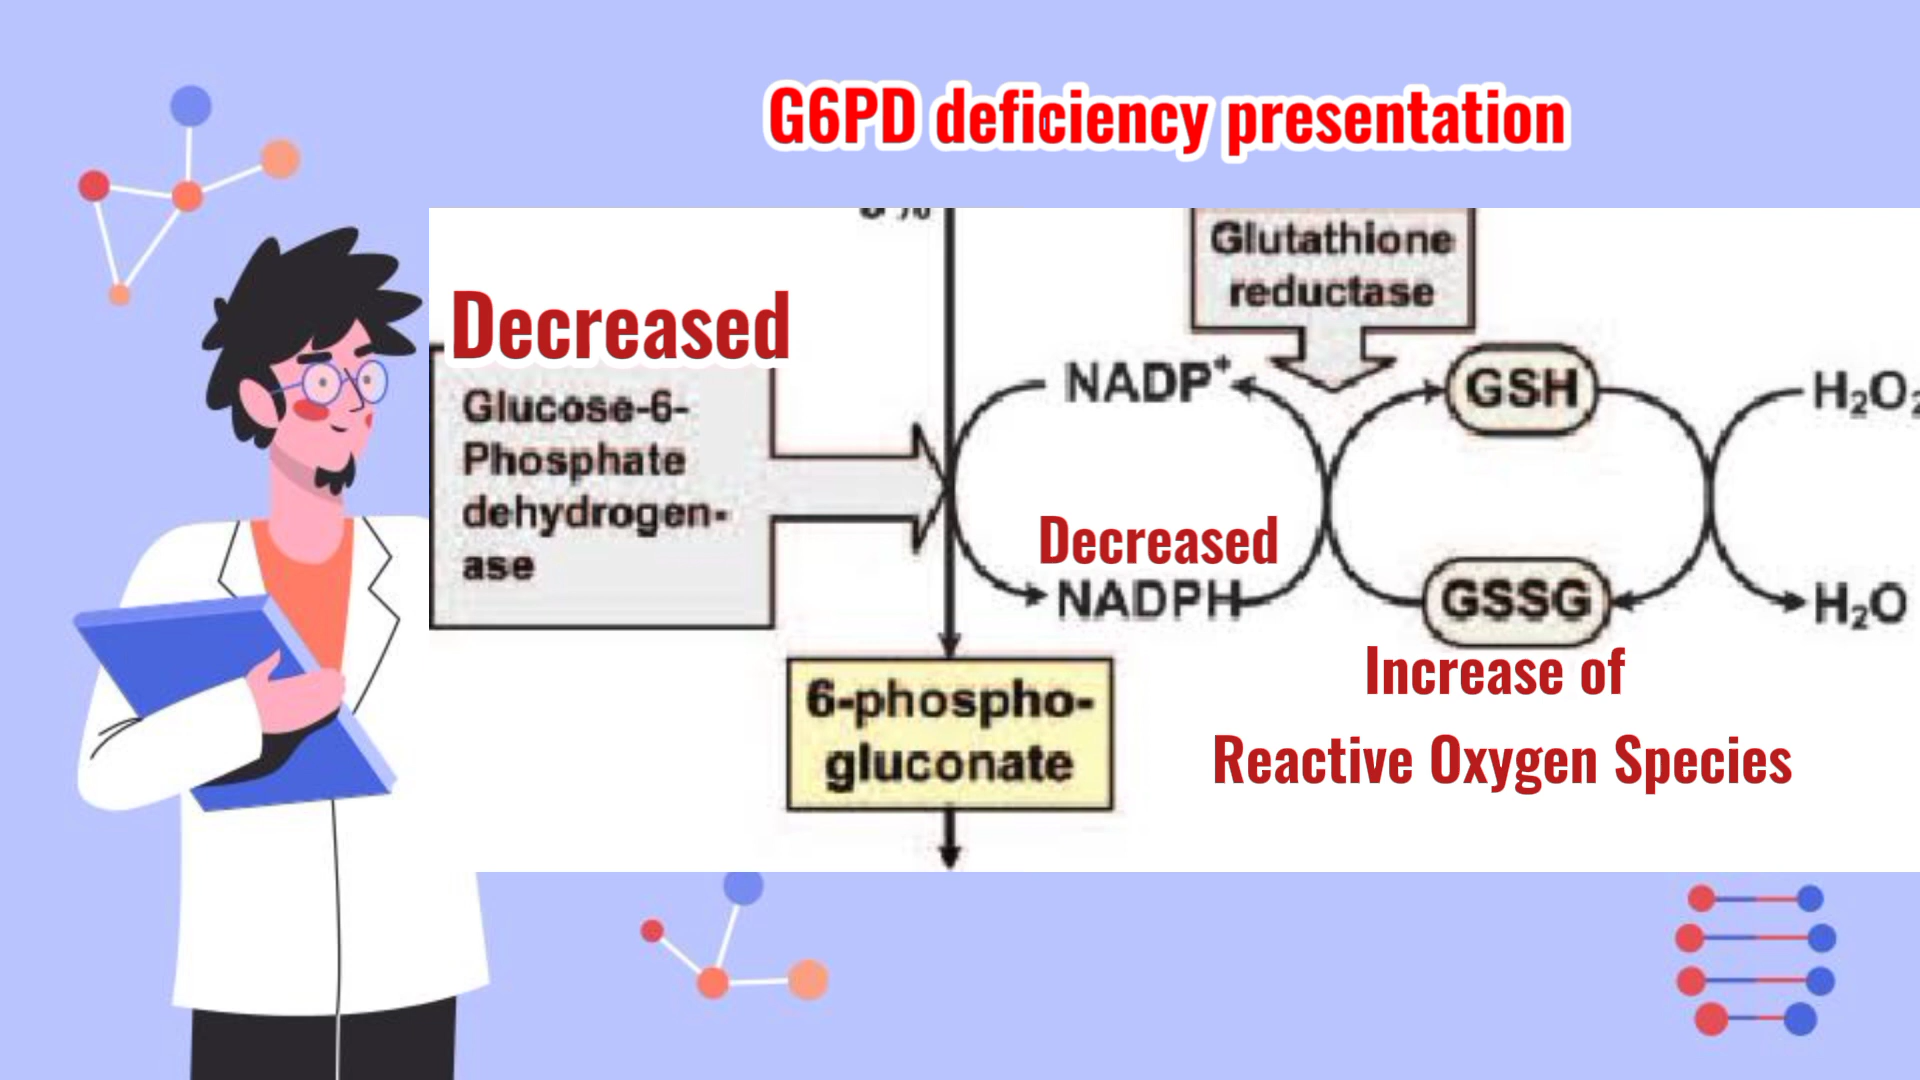 G6PD deficiency presentation
Glutathione
reductase
Decreased
Glucose-6-
Phosphate
dehydrogen-
ase
NADP⁺
GSH
H₂O₂
Decreased
NADPH
GSSG
H₂O
Increase of
Reactive Oxygen Species
6-phospho-
gluconate